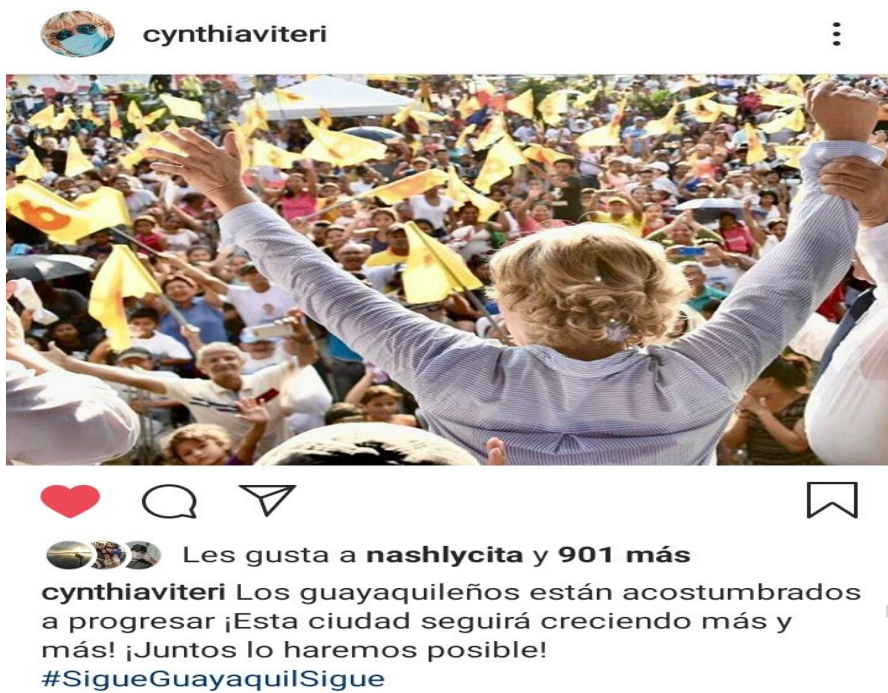 cynthiaviteri
Les gusta a nashlycita y 901 más
cynthiaviteri Los guayaquileños están acostumbrados
a progresar ¡Esta ciudad seguirá creciendo más y
más! ¡Juntos lo haremos posible!
#SigueGuayaquilSigue